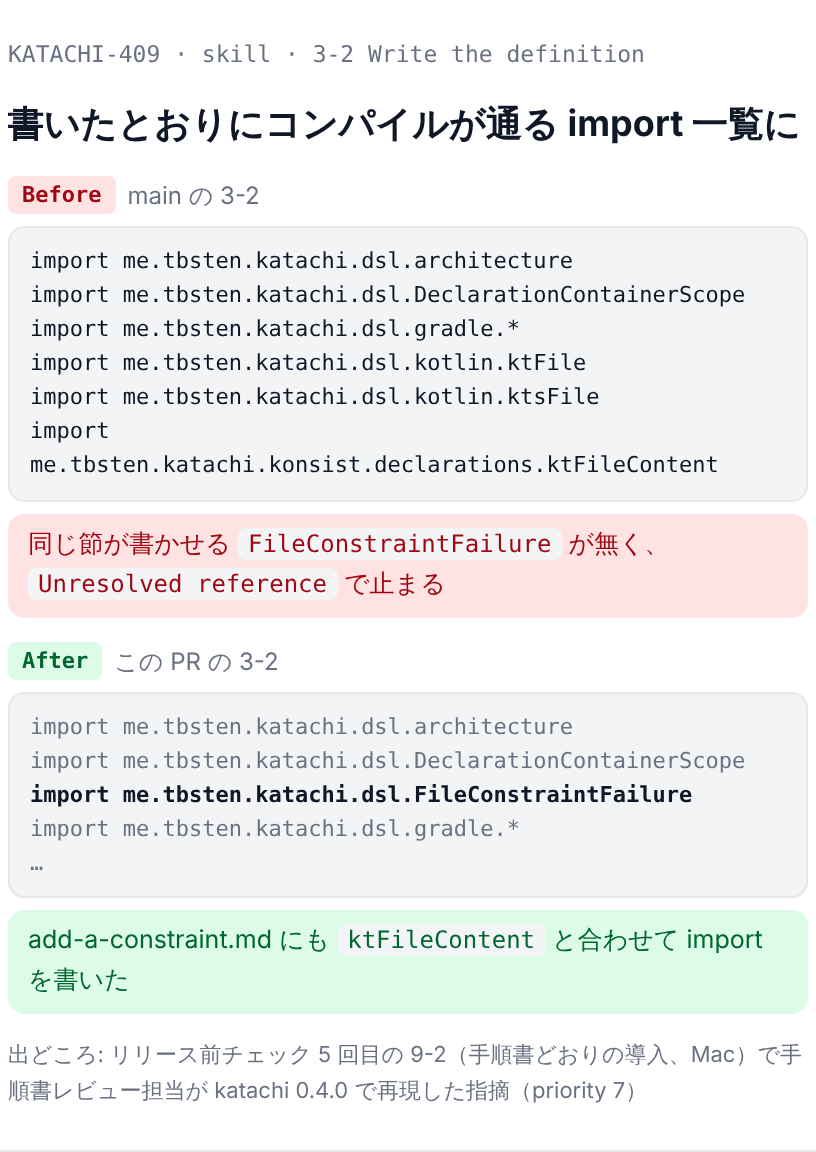 KATACHI-409 · skill · 3-2 Write the definition
書いたとおりにコンパイルが通る import 一覧に
Before main の 3-2
import me.tbsten.katachi.dsl.architecture
import me.tbsten.katachi.dsl.DeclarationContainerScope
import me.tbsten.katachi.dsl.gradle.*
import me.tbsten.katachi.dsl.kotlin.ktFile
import me.tbsten.katachi.dsl.kotlin.ktsFile
import
me.tbsten.katachi.konsist.declarations.ktFileContent
同じ節が書かせる FileConstraintFailure が無く、
Unresolved reference で止まる
After この PR の 3-2
import me.tbsten.katachi.dsl.architecture
import me.tbsten.katachi.dsl.DeclarationContainerScope
import me.tbsten.katachi.dsl.FileConstraintFailure
import me.tbsten.katachi.dsl.gradle.*
…
add-a-constraint.md にも ktFileContent と合わせて import
を書いた
出どころ: リリース前チェック 5 回目の 9-2（手順書どおりの導入、Mac）で手
順書レビュー担当が katachi 0.4.0 で再現した指摘（priority 7）